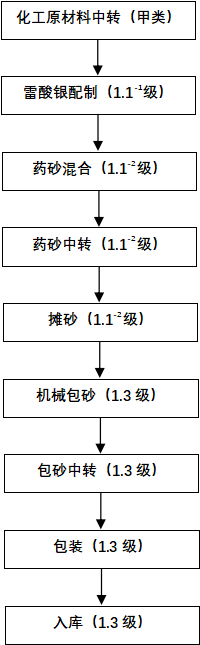 化工原材料中转（甲类）
雷酸银配制（1.1⁻¹级）
药砂混合（1.1⁻²级）
药砂中转（1.1⁻²级）
摊砂（1.1⁻²级）
机械包砂（1.3 级）
包砂中转（1.3 级）
包装（1.3 级）
入库（1.3 级）